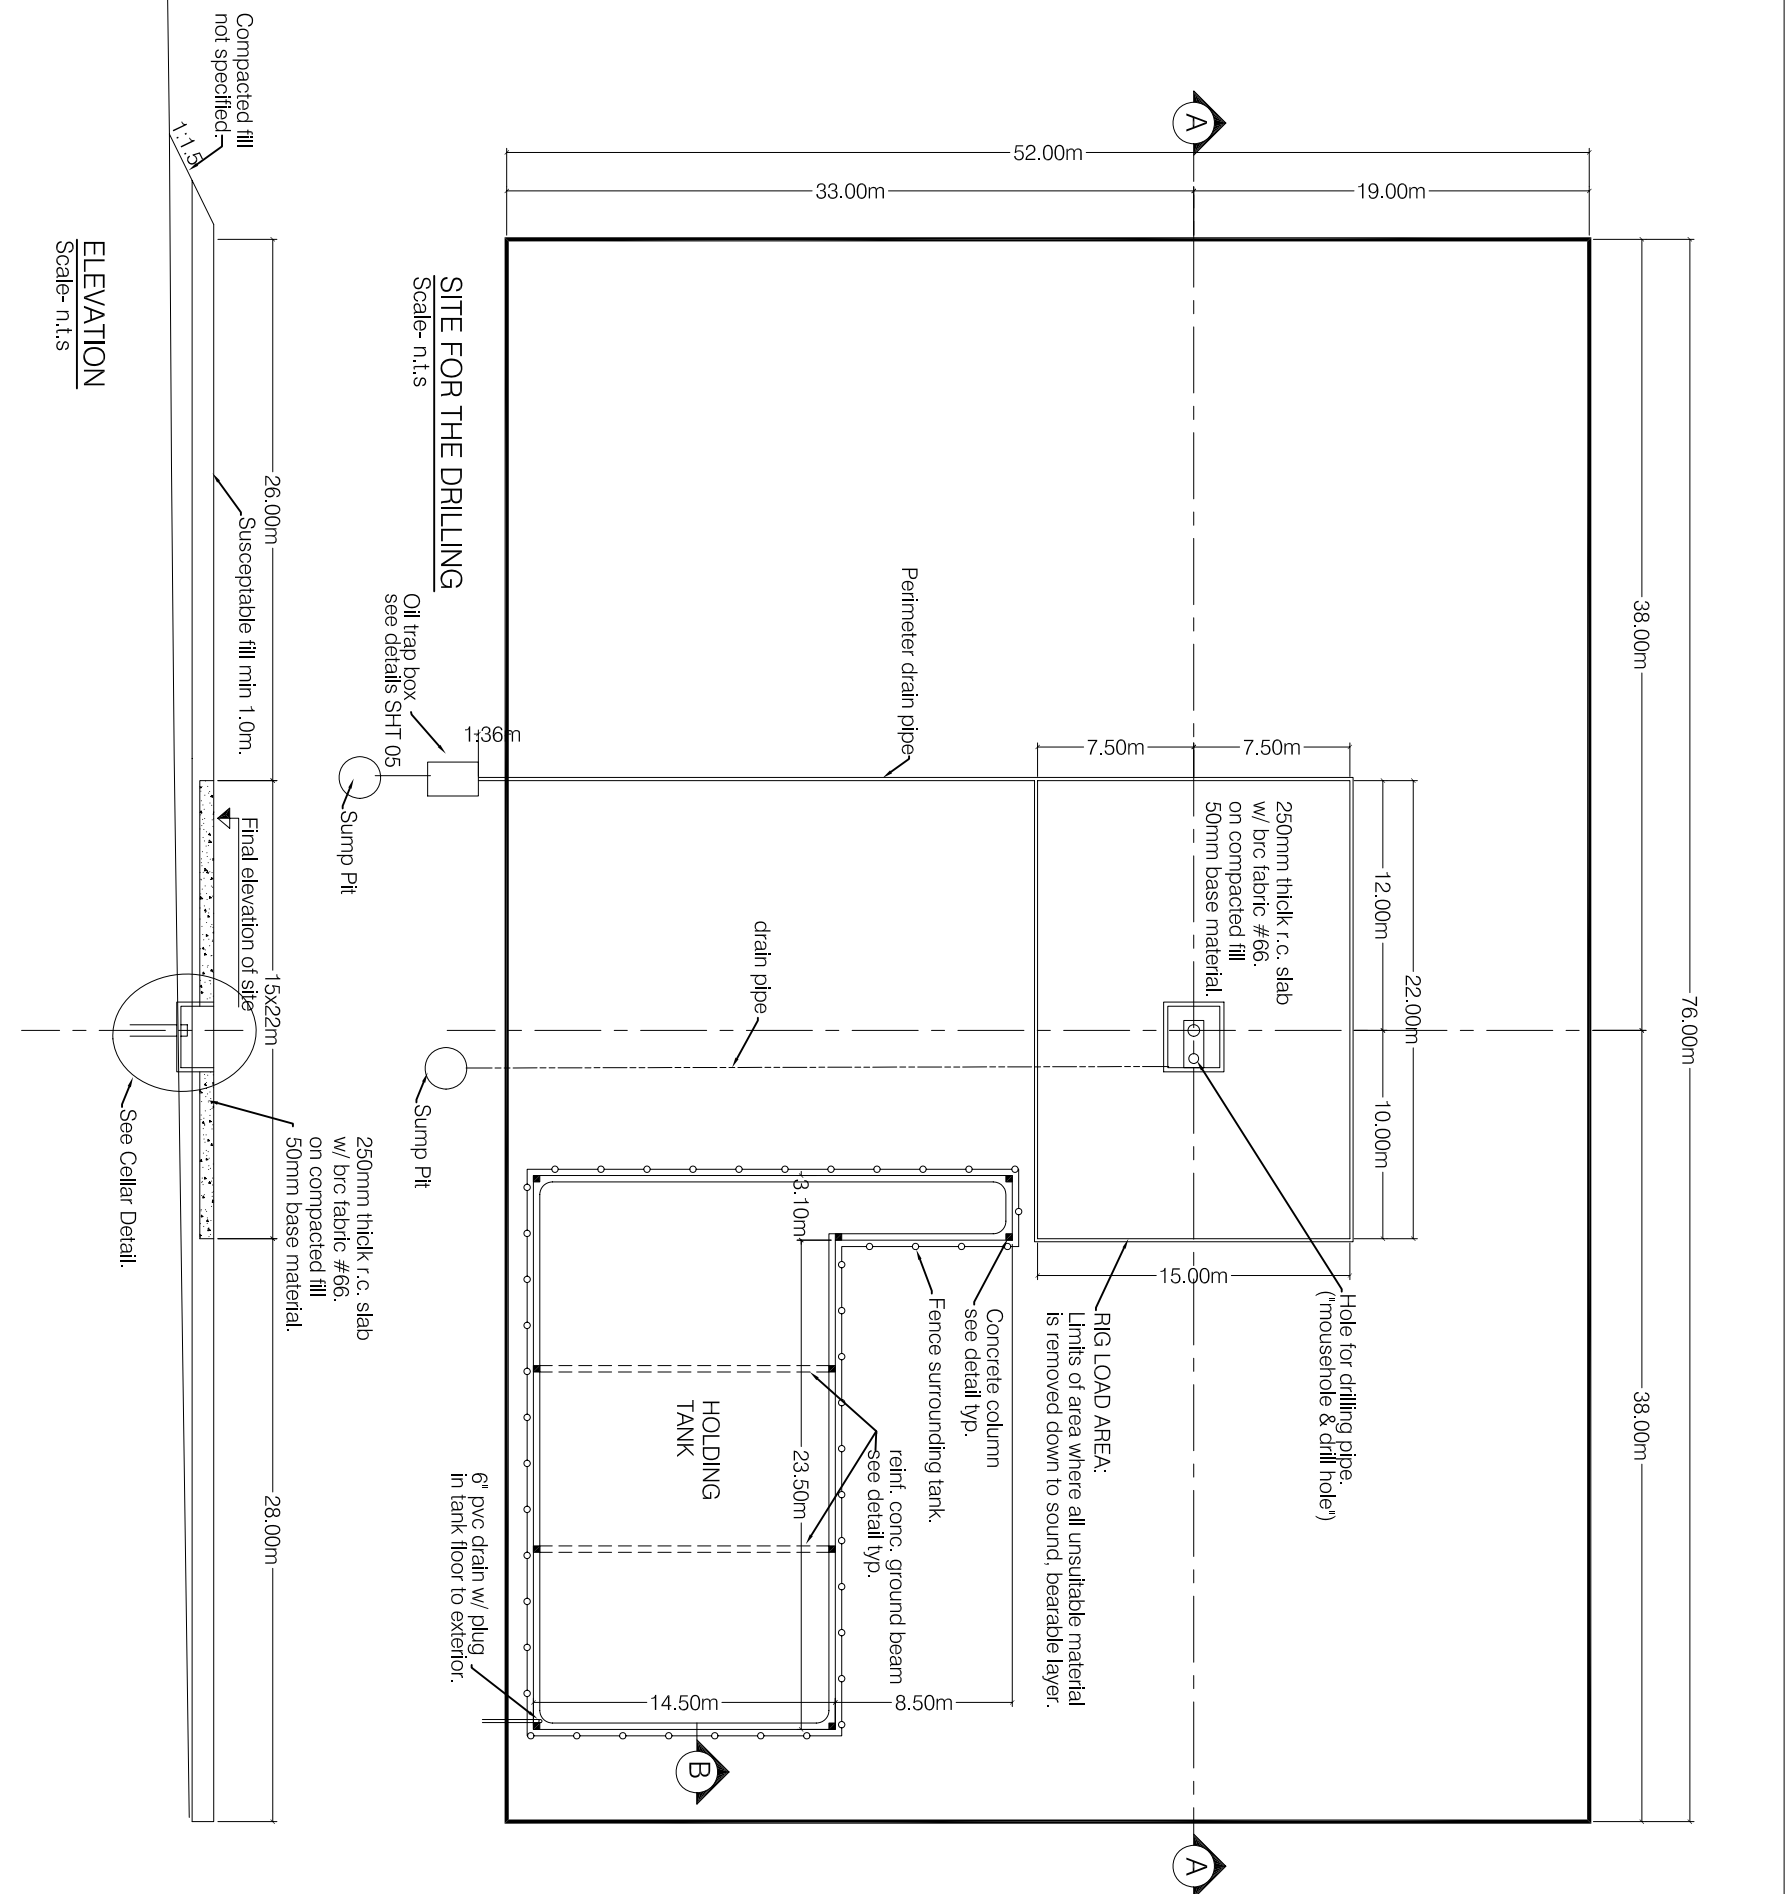 76.00m
38.00m
38.00m
52.00m
33.00m
19.00m
A
A
7.50m
7.50m
12.00m
10.00m
22.00m
15.00m
250mm thiclk r.c. slab
w/ brc fabric #66.
on compacted fill
50mm base material.
Hole for drilling pipe.
("mousehole & drill hole")
RIG LOAD AREA:
Limits of area where all unsuitable material
is removed down to sound, bearable layer.
Concrete column
see detail typ.
Fence surrounding tank.
reinf. conc. ground beam
see detail typ.
Perimeter drain pipe
drain pipe
3.10m
23.50m
14.50m
8.50m
HOLDING
TANK
B
6" pvc drain w/ plug
in tank floor to exterior.
1.36m
Oil trap box
see details SHT 05
Sump Pit
Sump Pit
SITE FOR THE DRILLING
Scale- n.t.s
Compacted fill
not specified.
1:1.5
26.00m
15x22m
28.00m
Susceptable fill min 1.0m.
Final elevation of site
250mm thiclk r.c. slab
w/ brc fabric #66.
on compacted fill
50mm base material.
See Cellar Detail.
ELEVATION
Scale- n.t.s